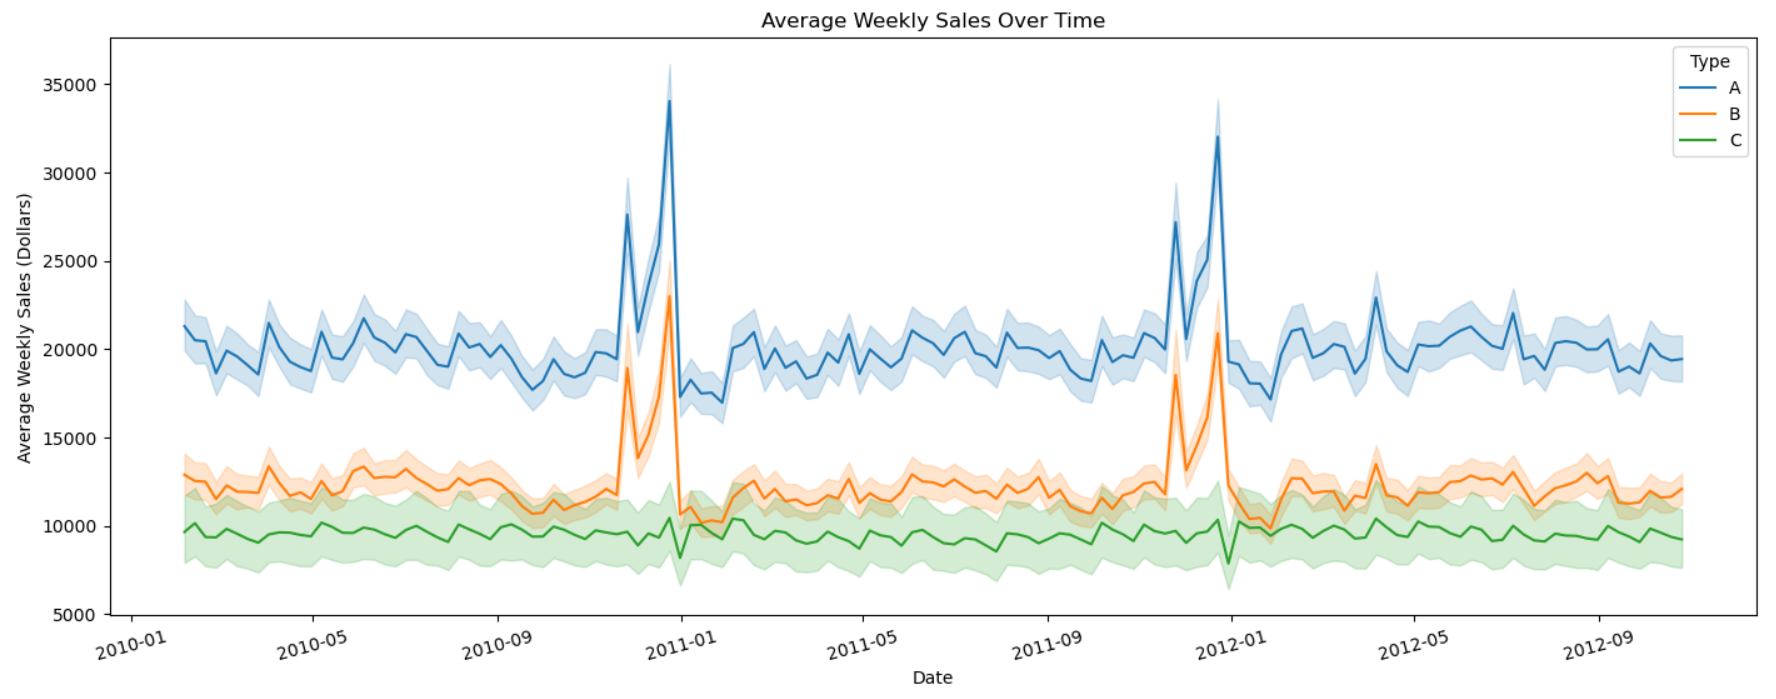 Average Weekly Sales Over Time
Type
A
B
C
Average Weekly Sales (Dollars)
35000
30000
25000
20000
15000
10000
5000
2010-01
2010-05
2010-09
2011-01
2011-05
2011-09
2012-01
2012-05
2012-09
Date